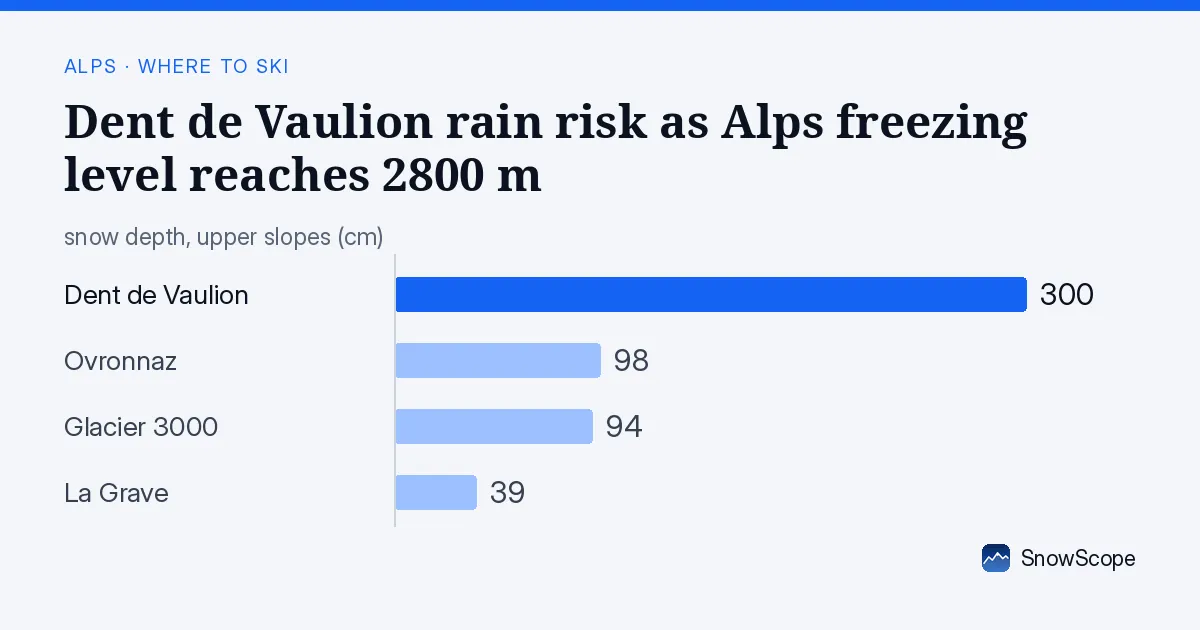 ALPS · WHERE TO SKI
Dent de Vaulion rain risk as Alps freezing
level reaches 2800 m
snow depth, upper slopes (cm)
Dent de Vaulion 300
Ovronnaz 98
Glacier 3000 94
La Grave 39
SnowScope